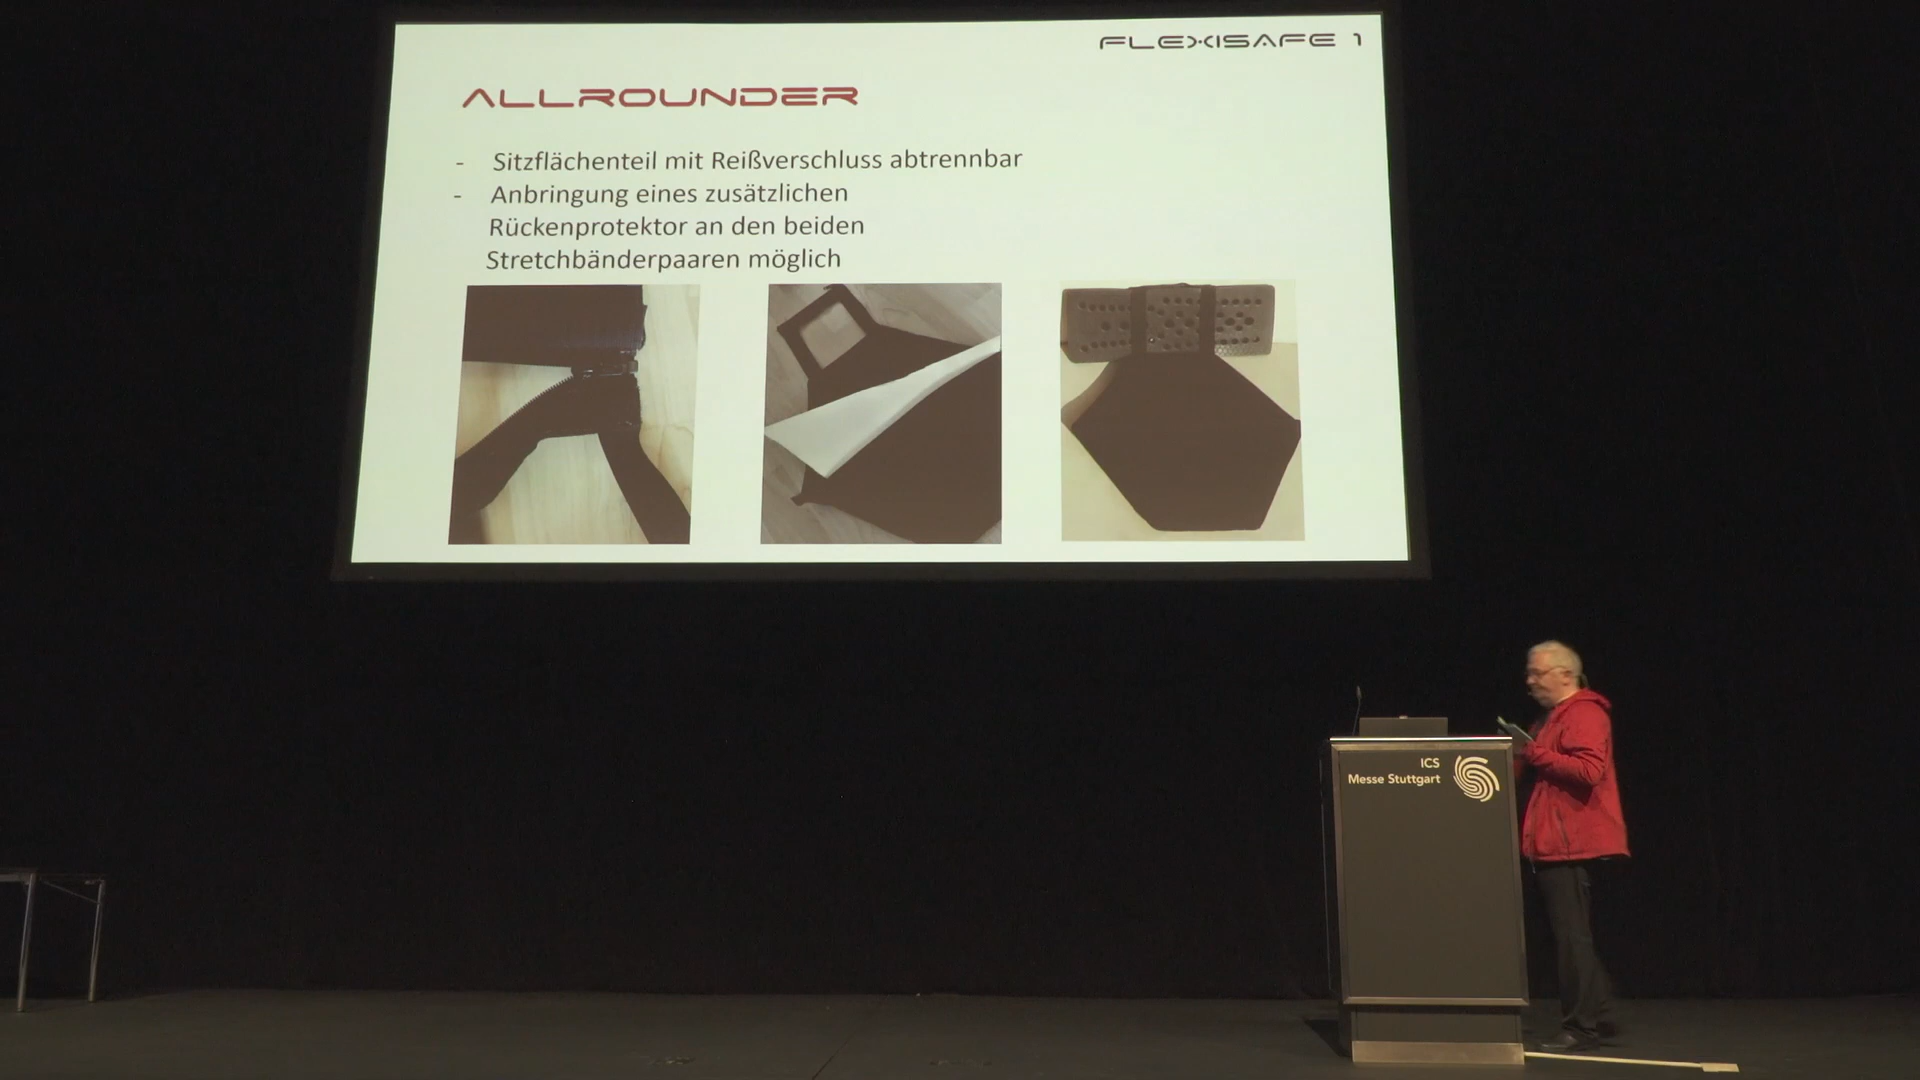 FLEXISAFE 1
ALLROUNDER
- Sitzflächenteil mit Reißverschluss abtrennbar
- Anbringung eines zusätzlichen
Rückenprotektor an den beiden
Stretchbänderpaaren möglich
ICS
Messe Stuttgart